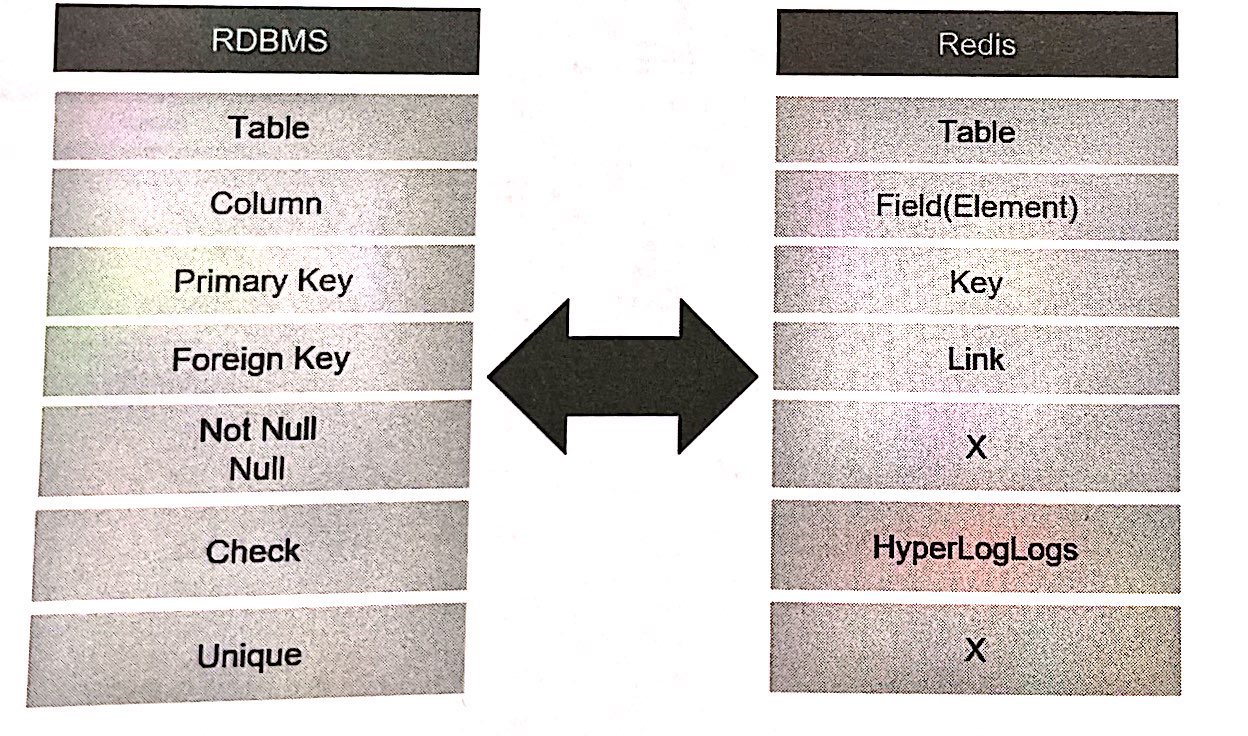 RDBMS
Redis
Table
Table
Column
Field(Element)
Primary Key
Key
Foreign Key
Link
Not Null
Null
X
Check
HyperLogLogs
Unique
X